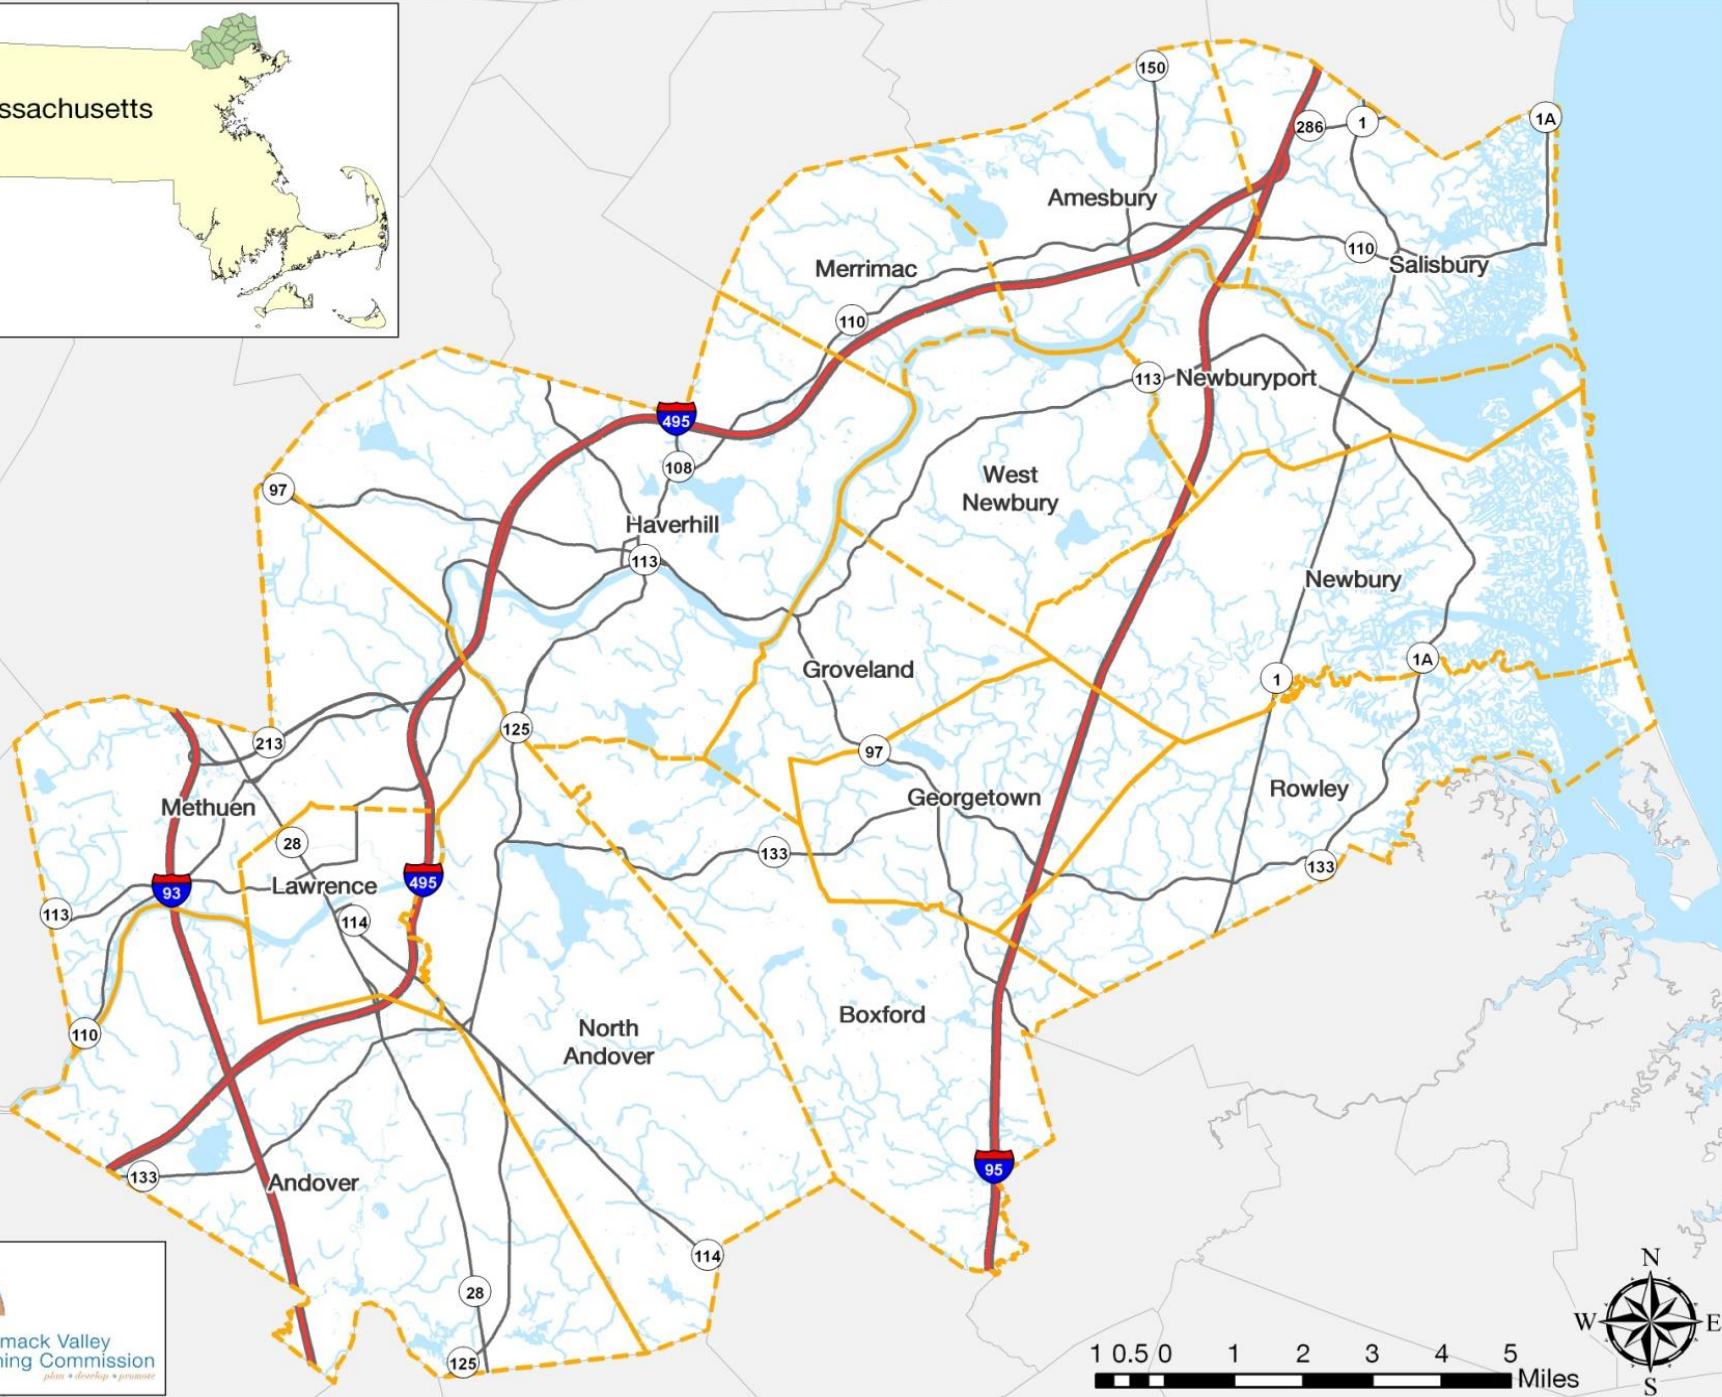 ssachusetts
150
286
1
1A
Amesbury
110
Salisbury
Merrimac
110
113
Newburyport
495
108
97
West
Newbury
Haverhill
113
Newbury
Groveland
1
1A
125
213
97
Methuen
Georgetown
Rowley
28
133
133
Lawrence
495
93
113
114
Boxford
North
Andover
110
133
Andover
95
114
28
125
mack Valley
ning Commission
plan • develop • promote
N
W
E
S
1 0.5 0 1 2 3 4 5
Miles